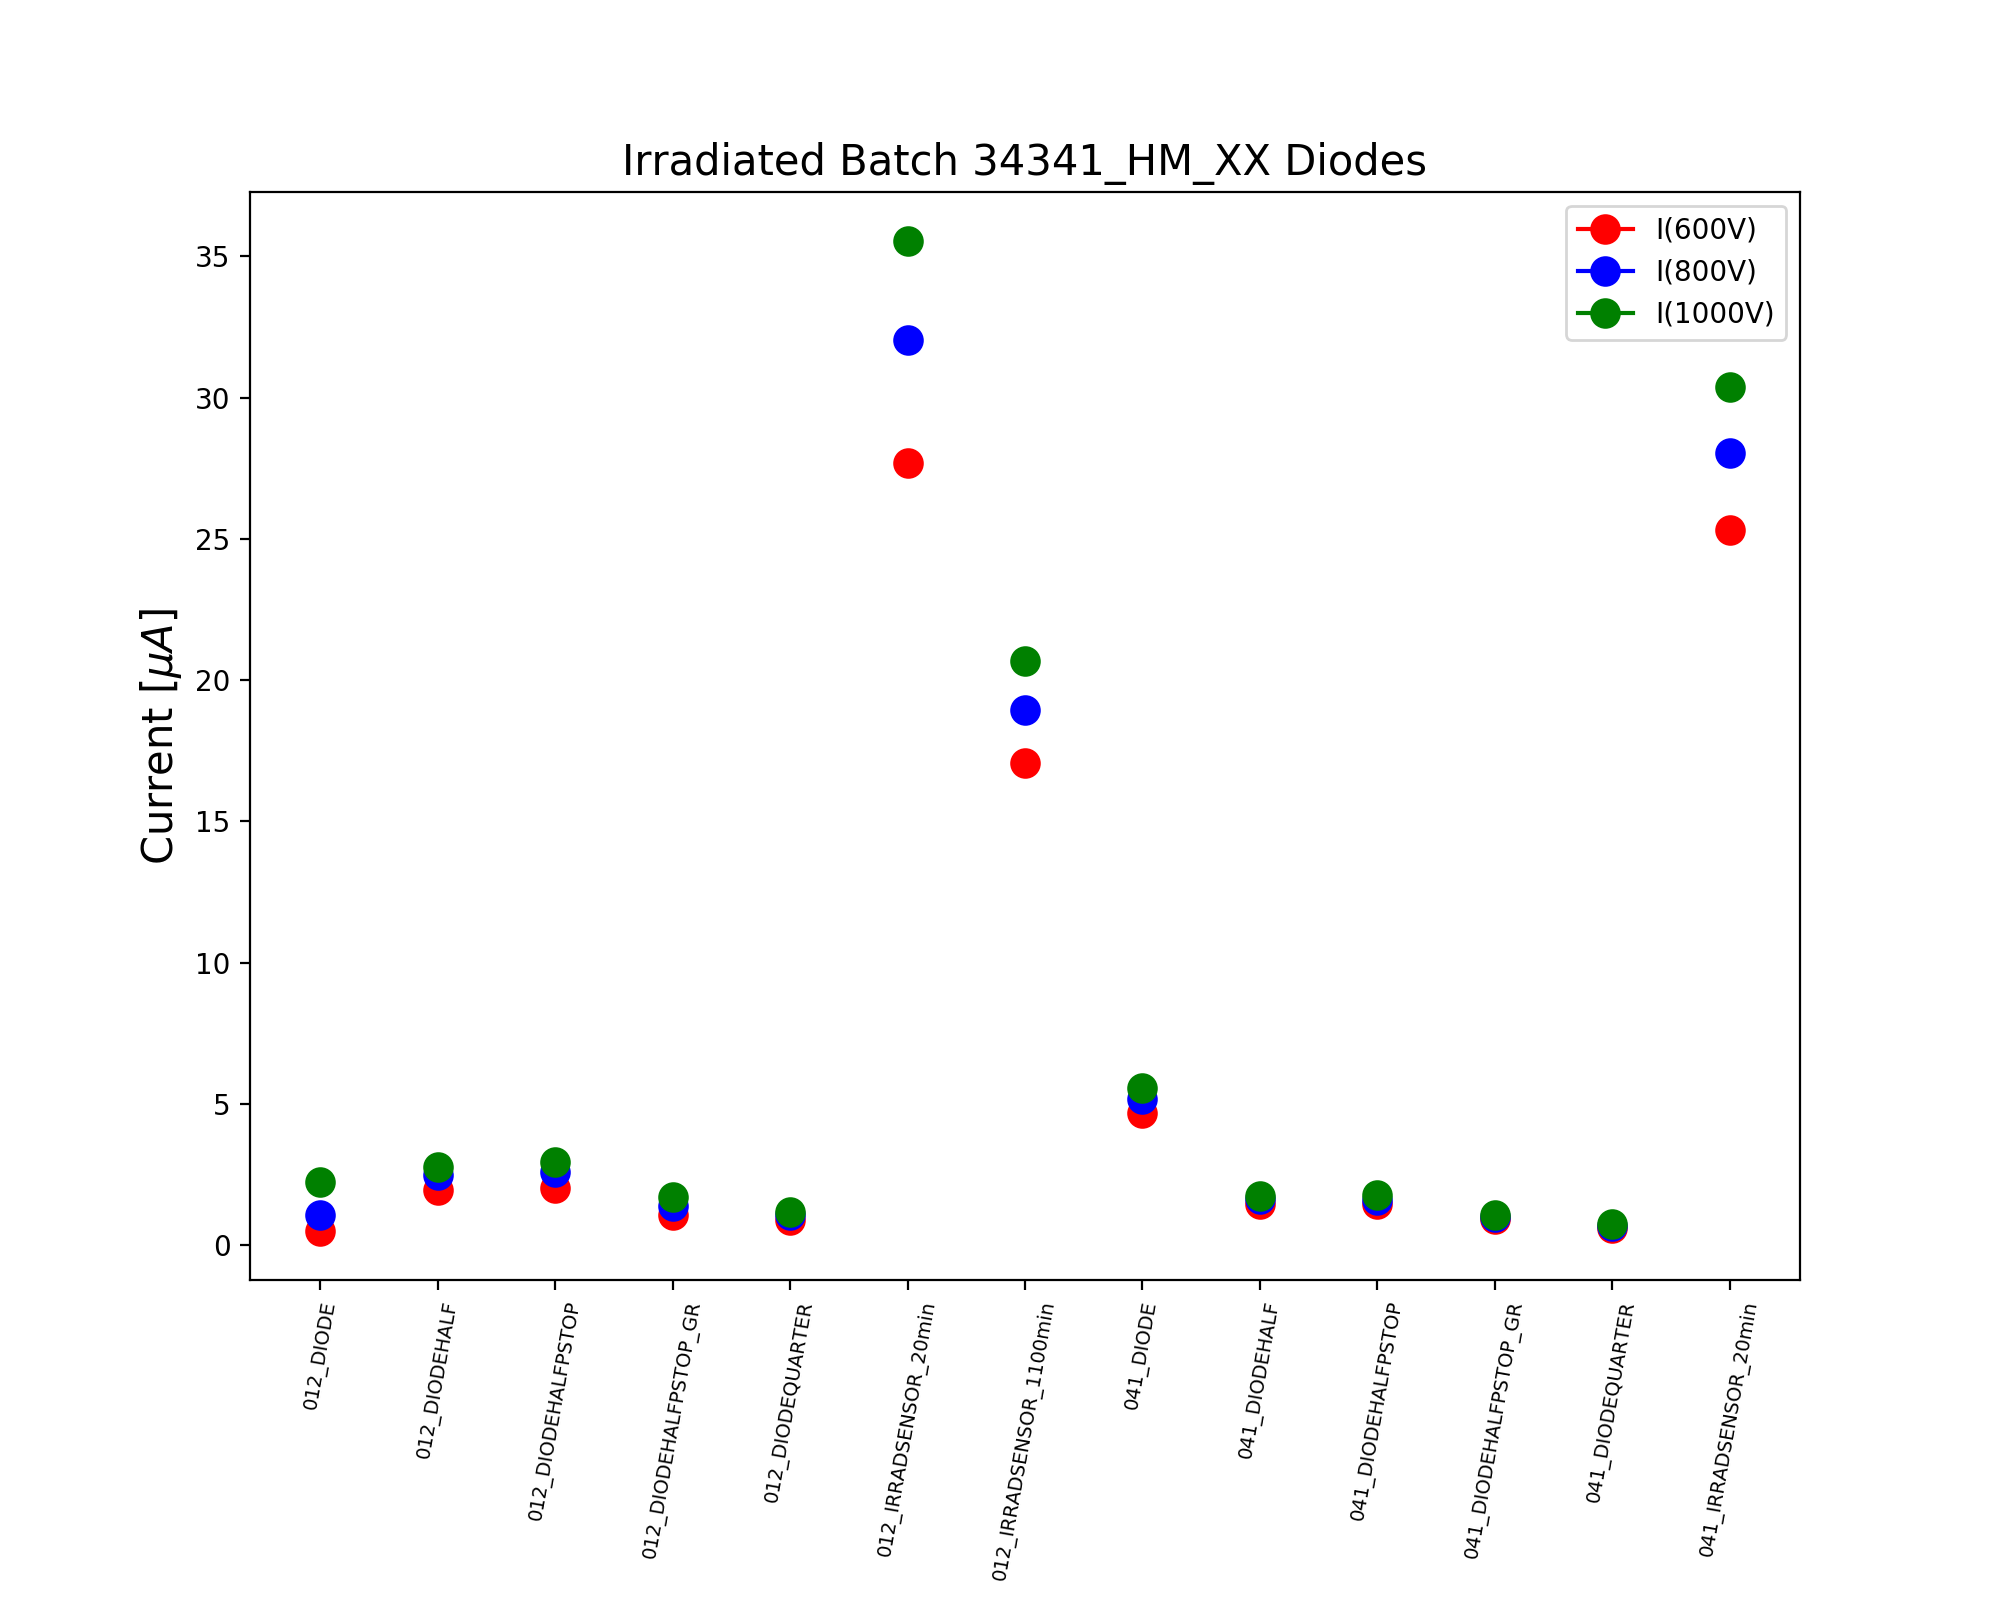 Irradiated Batch 34341_HM_XX Diodes
I(600V)
I(800V)
I(1000V)
Current [μA]
35
30
25
20
15
10
5
0
012_DIODE
012_DIODEHALF
012_DIODEHALFPSTOP
012_DIODEHALFPSTOP_GR
012_DIODEQUARTER
012_IRRADSENSOR_20min
012_IRRADSENSOR_1100min
041_DIODE
041_DIODEHALF
041_DIODEHALFPSTOP
041_DIODEHALFPSTOP_GR
041_DIODEQUARTER
041_IRRADSENSOR_20min